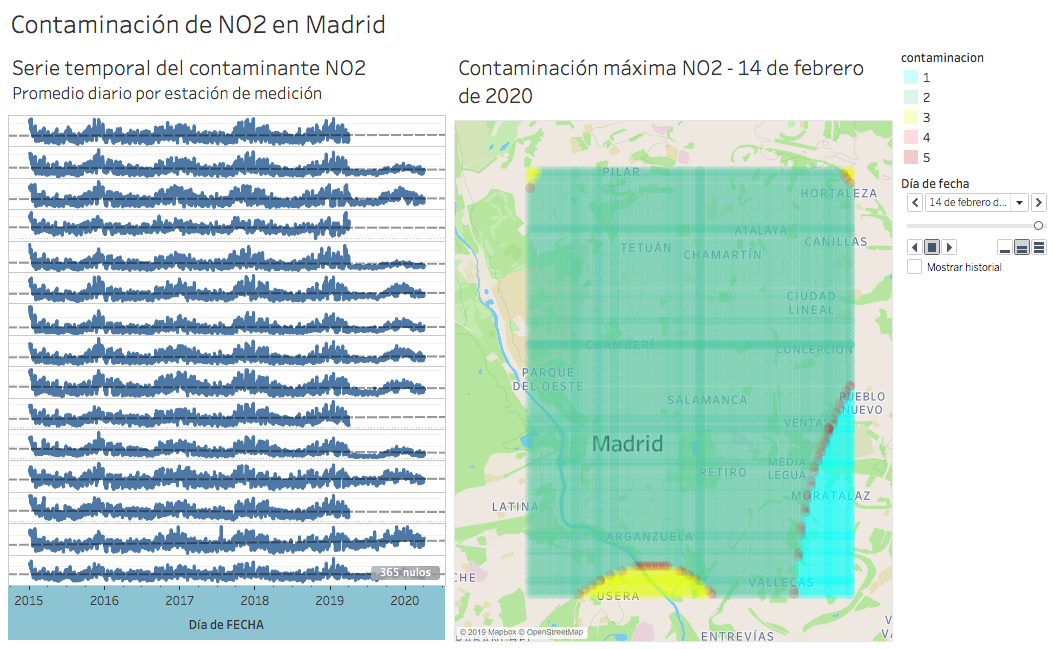 Contaminación de NO2 en Madrid
Serie temporal del contaminante NO2
Promedio diario por estación de medición
365 nulos
2015 2016 2017 2018 2019 2020
Día de FECHA
Contaminación máxima NO2 - 14 de febrero
de 2020
PILAR
HORTALEZA
ATALAYA
TETUÁN
CANILLAS
CHAMARTÍN
CIUDAD
LINEAL
CHAMBERÍ
CONCEPCIÓN
PARQUE
DEL OESTE
SALAMANCA
PUEBLO
NUEVO
VENTAS
Madrid
MEDIA
LEGUA
RETIRO
MORATALAZ
LATINA
ARGANZUELA
CHE
VALLECAS
USERA
ENTREVÍAS
© 2019 Mapbox © OpenStreetMap
contaminacion
1
2
3
4
5
Día de fecha
14 de febrero d...
Mostrar historial